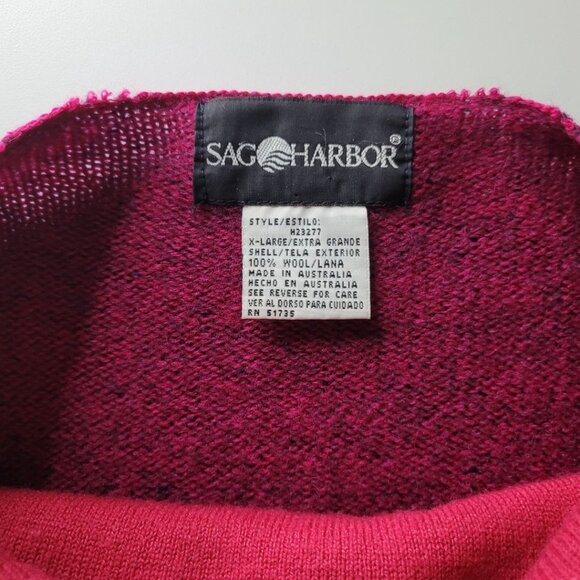 SAG HARBOR®
STYLE/ESTILO:
H23277
X-LARGE/EXTRA GRANDE
SHELL/TELA EXTERIOR
100% WOOL/LANA
MADE IN AUSTRALIA
HECHO EN AUSTRALIA
SEE REVERSE FOR CARE
VER AL DORSO PARA CUIDADO
RN 51735